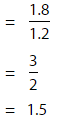 = 1.8/1.2
= 3/2
= 1.5